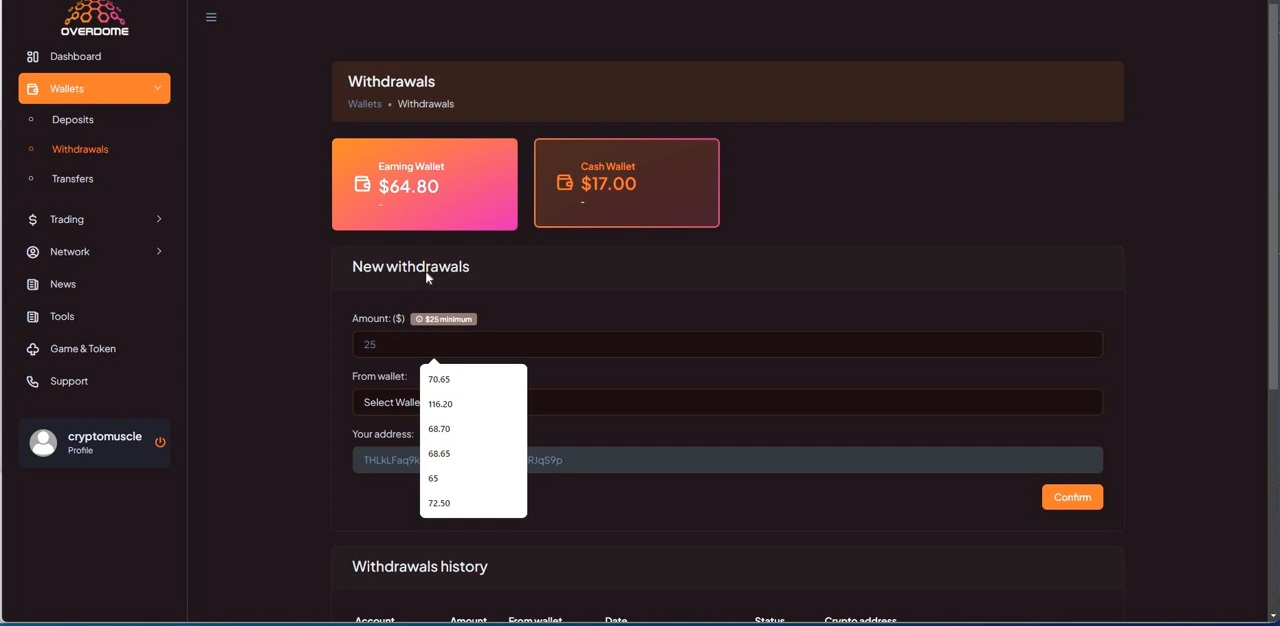 OVERDOME
Dashboard
Wallets
Deposits
Withdrawals
Transfers
Trading
Network
News
Tools
Game & Token
Support
cryptomuscle
Profile
Withdrawals
Wallets • Withdrawals
Earning Wallet
$64.80
-
Cash Wallet
$17.00
-
New withdrawals
Amount: ($) $25 minimum
25
70.65
116.20
68.70
68.65
65
72.50
From wallet:
Select Walle
Your address:
THLkLFaq9k
RJqS9p
Confirm
Withdrawals history
Account Amount From wallet Date Status Crypto address